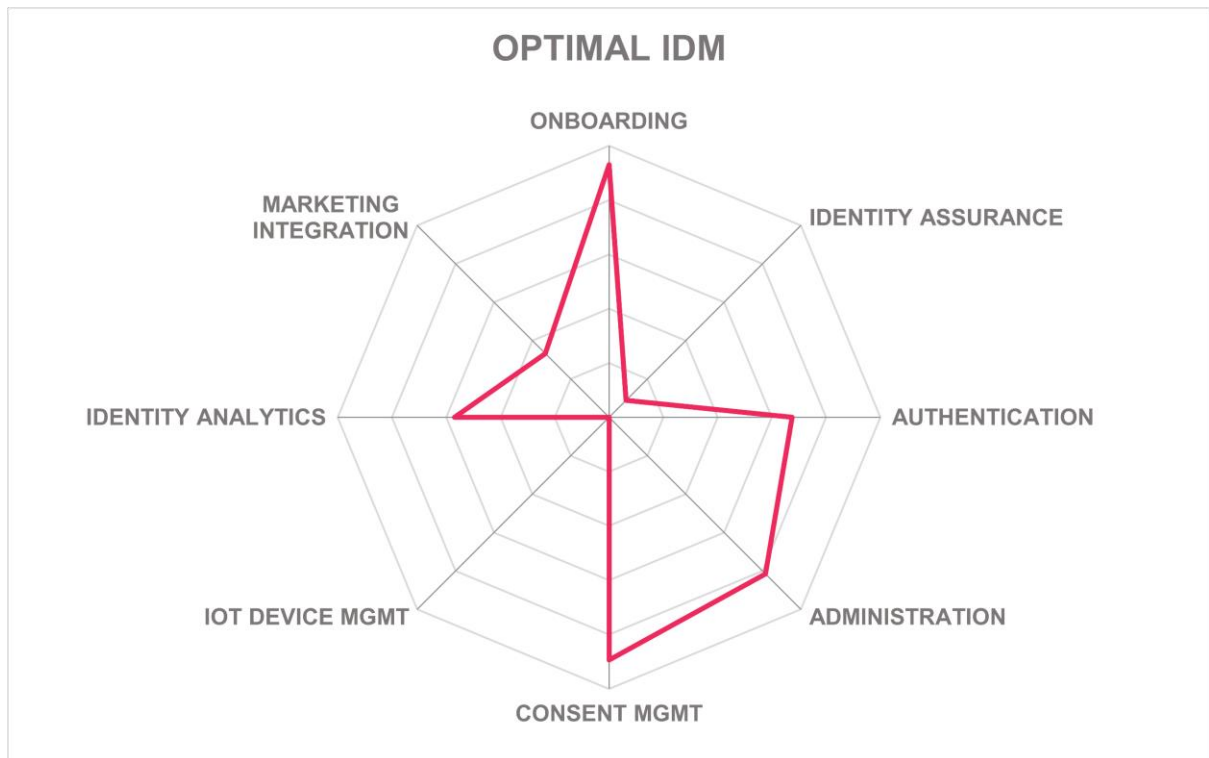 OPTIMAL IDM
ONBOARDING
MARKETING
INTEGRATION
IDENTITY ASSURANCE
IDENTITY ANALYTICS
AUTHENTICATION
IOT DEVICE MGMT
ADMINISTRATION
CONSENT MGMT